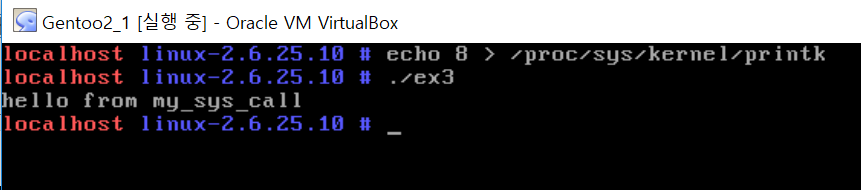 Gentoo2_1 [실행 중] - Oracle VM VirtualBox
localhost linux-2.6.25.10 # echo 8 > /proc/sys/kernel/printk
localhost linux-2.6.25.10 # ./ex3
hello from my_sys_call
localhost linux-2.6.25.10 # _